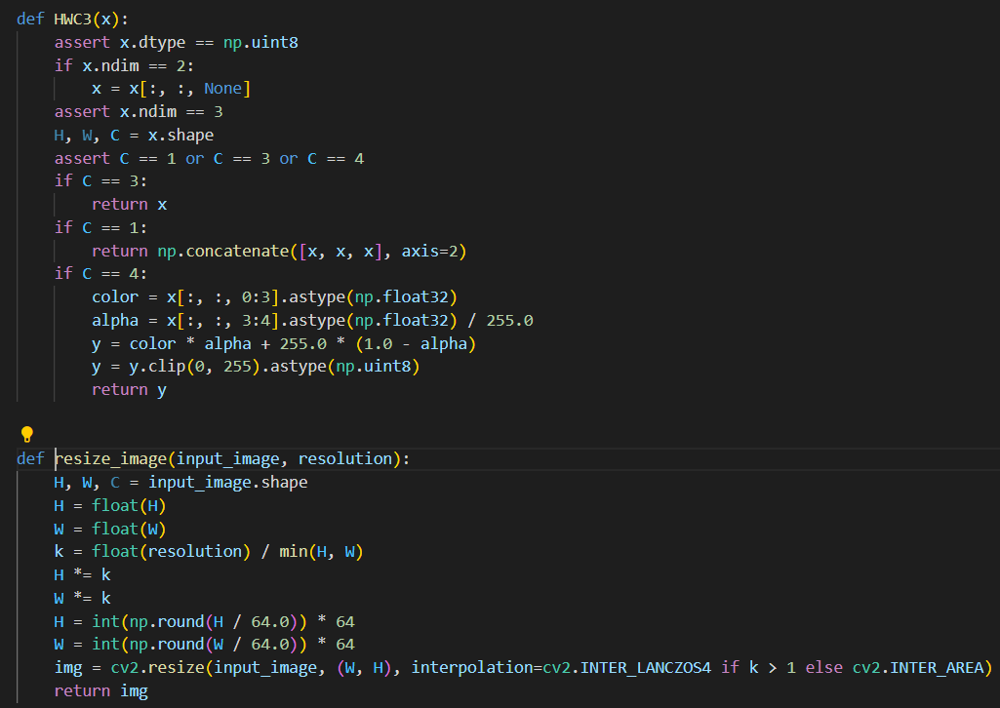 def HWC3(x):
    assert x.dtype == np.uint8
    if x.ndim == 2:
        x = x[:, :, None]
    assert x.ndim == 3
    H, W, C = x.shape
    assert C == 1 or C == 3 or C == 4
    if C == 3:
        return x
    if C == 1:
        return np.concatenate([x, x, x], axis=2)
    if C == 4:
        color = x[:, :, 0:3].astype(np.float32)
        alpha = x[:, :, 3:4].astype(np.float32) / 255.0
        y = color * alpha + 255.0 * (1.0 - alpha)
        y = y.clip(0, 255).astype(np.uint8)
        return y
def resize_image(input_image, resolution):
    H, W, C = input_image.shape
    H = float(H)
    W = float(W)
    k = float(resolution) / min(H, W)
    H *= k
    W *= k
    H = int(np.round(H / 64.0)) * 64
    W = int(np.round(W / 64.0)) * 64
    img = cv2.resize(input_image, (W, H), interpolation=cv2.INTER_LANCZOS4 if k > 1 else cv2.INTER_AREA)
    return img